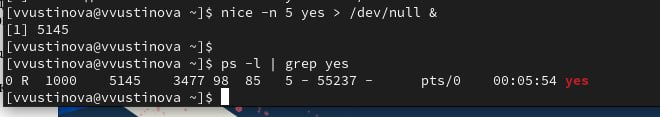 [vvustinova@vvustinova ~]$ nice -n 5 yes > /dev/null &
[1] 5145
[vvustinova@vvustinova ~]$
[vvustinova@vvustinova ~]$ ps -l | grep yes
0 R  1000    5145    3477 98  85   5 - 55237 -      pts/0    00:05:54 yes
[vvustinova@vvustinova ~]$